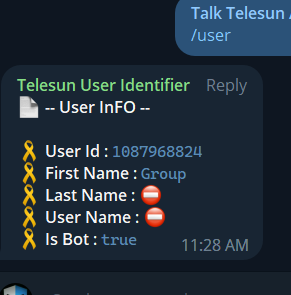 Talk Telesun
/user
Telesun User Identifier Reply
-- User InFO --
User Id : 1087968824
First Name : Group
Last Name : ⛔
User Name : ⛔
Is Bot : true
11:28 AM